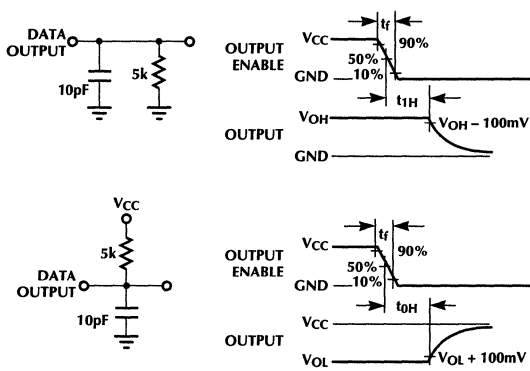 DATA
OUTPUT
10pF
5k
OUTPUT
ENABLE
VCC
GND
tf
90%
50%
10%
t1H
OUTPUT
VOH
GND
VOH – 100mV
VCC
5k
DATA
OUTPUT
10pF
OUTPUT
ENABLE
VCC
GND
tf
90%
50%
10%
t0H
OUTPUT
VCC
VOL
VOL + 100mV